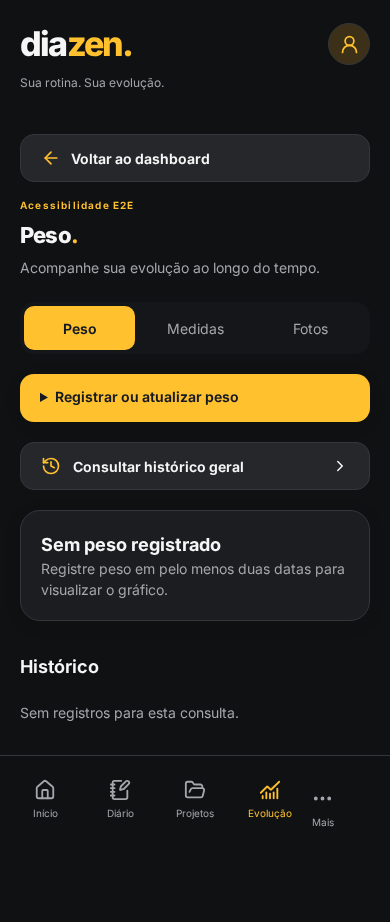 diazen.
Sua rotina. Sua evolução.
Voltar ao dashboard
Acessibilidade E2E
Peso.
Acompanhe sua evolução ao longo do tempo.
Peso
Medidas
Fotos
Registrar ou atualizar peso
Consultar histórico geral
Sem peso registrado
Registre peso em pelo menos duas datas para
visualizar o gráfico.
Histórico
Sem registros para esta consulta.
Início
Diário
Projetos
Evolução
Mais